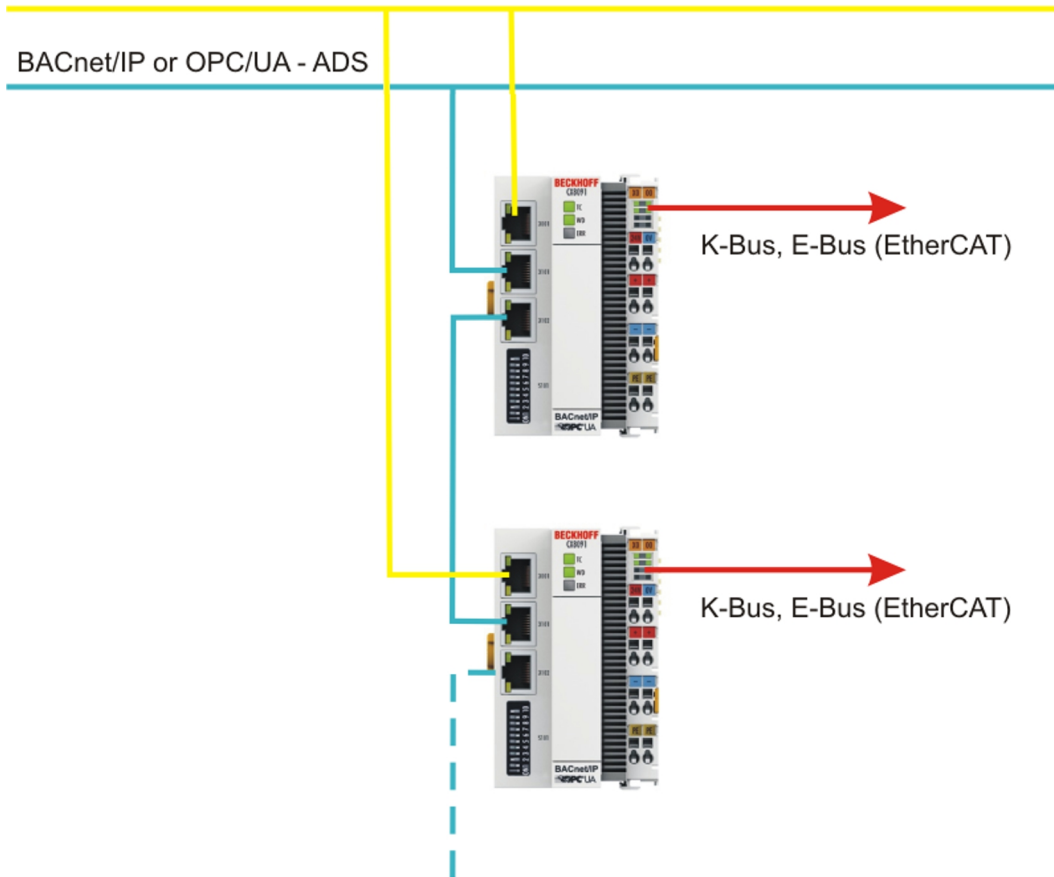 BACnet/IP or OPC/UA - ADS
BECKHOFF
CX8091
TC
WD
ERR
K-Bus, E-Bus (EtherCAT)
BACnet/IP
OPC UA
BECKHOFF
CX8091
TC
WD
ERR
K-Bus, E-Bus (EtherCAT)
BACnet/IP
OPC UA